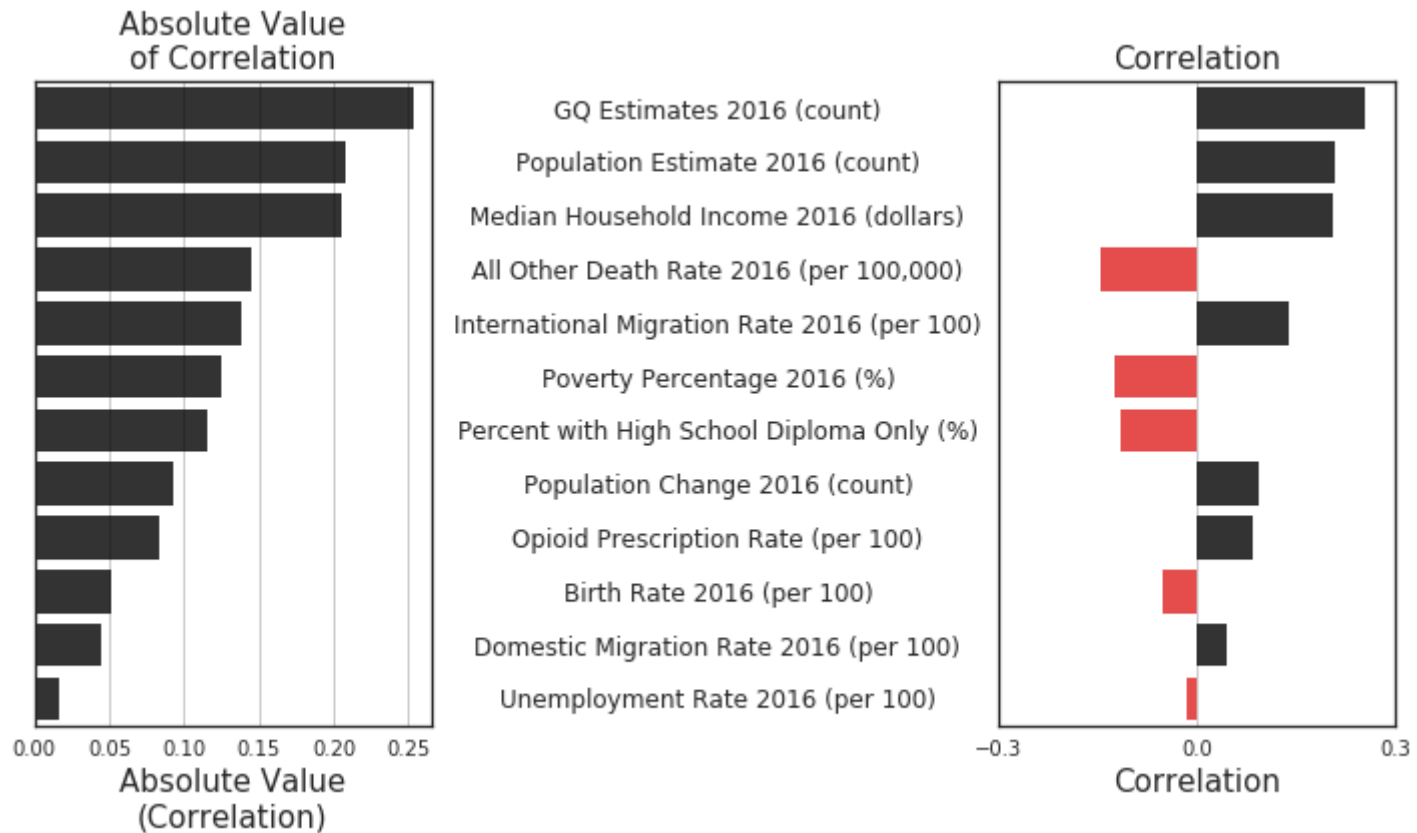 Absolute Value
of Correlation
Correlation
GQ Estimates 2016 (count)
Population Estimate 2016 (count)
Median Household Income 2016 (dollars)
All Other Death Rate 2016 (per 100,000)
International Migration Rate 2016 (per 100)
Poverty Percentage 2016 (%)
Percent with High School Diploma Only (%)
Population Change 2016 (count)
Opioid Prescription Rate (per 100)
Birth Rate 2016 (per 100)
Domestic Migration Rate 2016 (per 100)
Unemployment Rate 2016 (per 100)
0.00 0.05 0.10 0.15 0.20 0.25
−0.3 0.0 0.3
Absolute Value
(Correlation)
Correlation